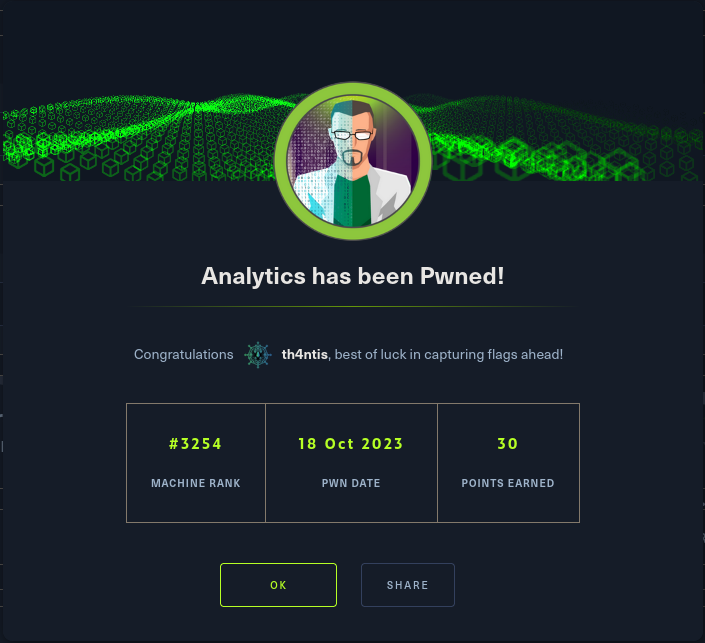 Analytics has been Pwned!
Congratulations th4ntis, best of luck in capturing flags ahead!
#3254 18 Oct 2023 30
MACHINE RANK PWN DATE POINTS EARNED
OK SHARE